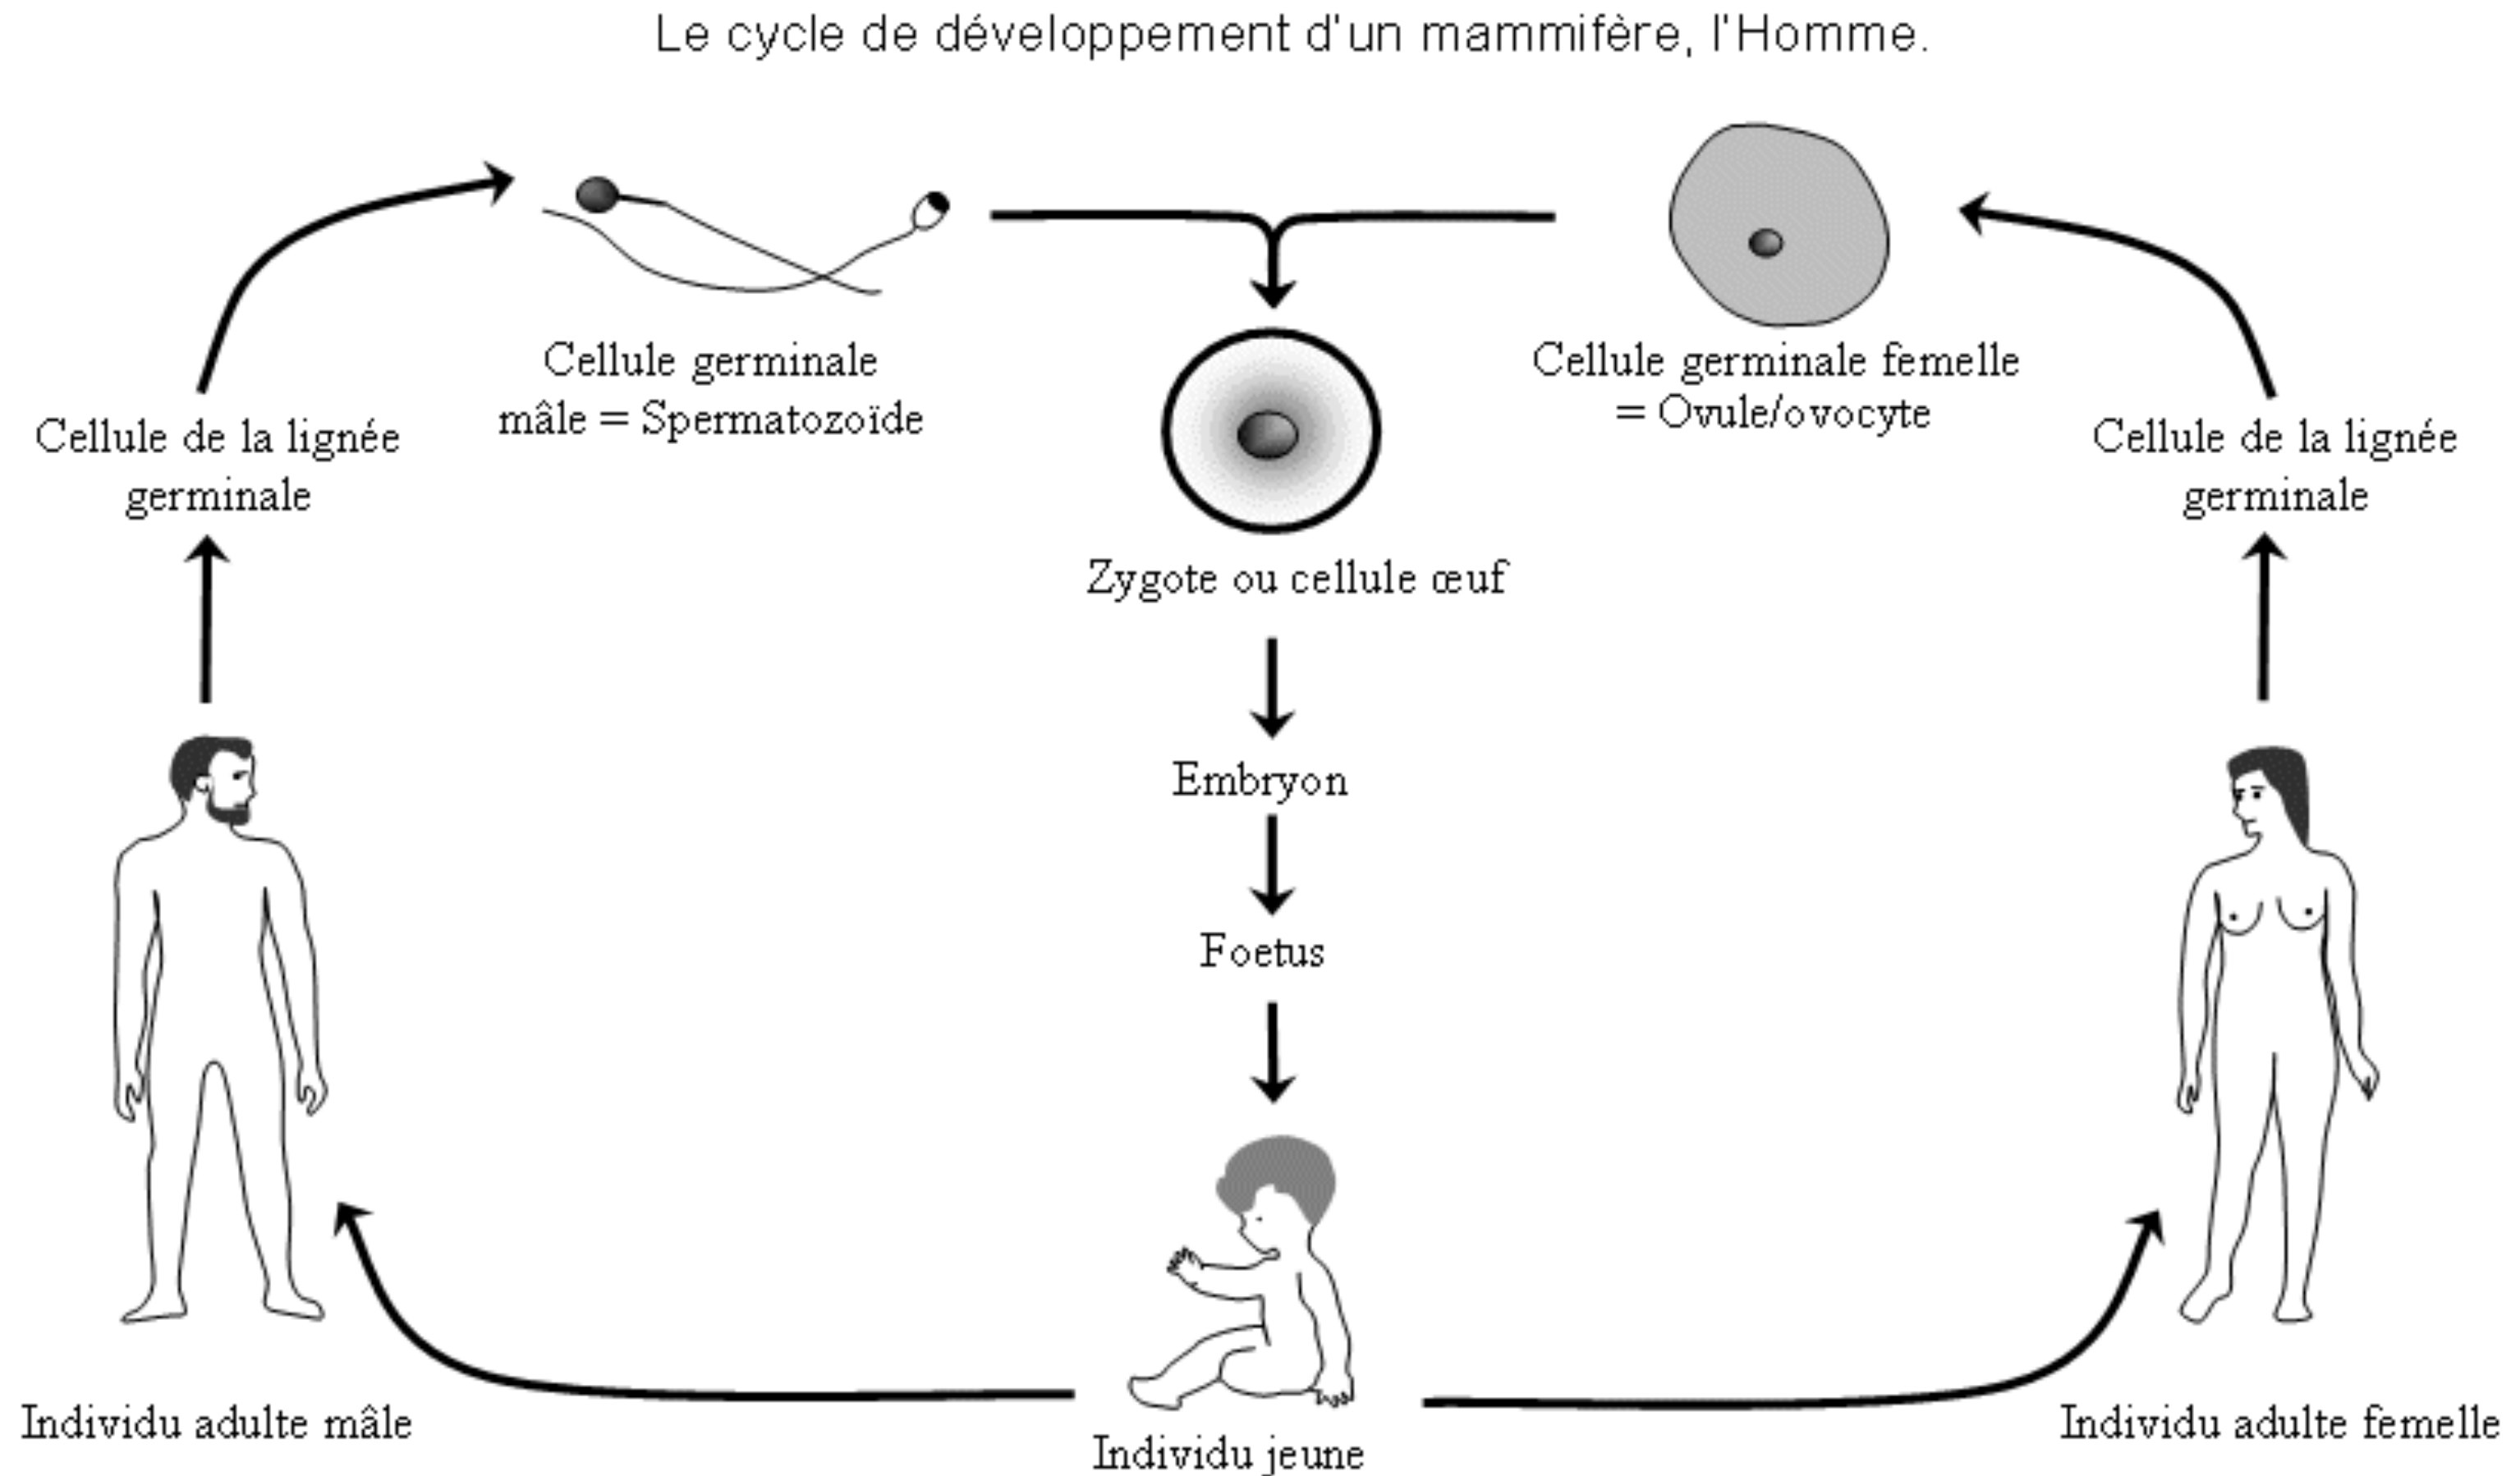 Le cycle de développement d'un mammifère, l'Homme.
Cellule germinale
mâle = Spermatozoïde
Cellule germinale femelle
= Ovule/ovocyte
Cellule de la lignée
germinale
Cellule de la lignée
germinale
Zygote ou cellule œuf
Embryon
Foetus
Individu adulte mâle
Individu jeune
Individu adulte femelle